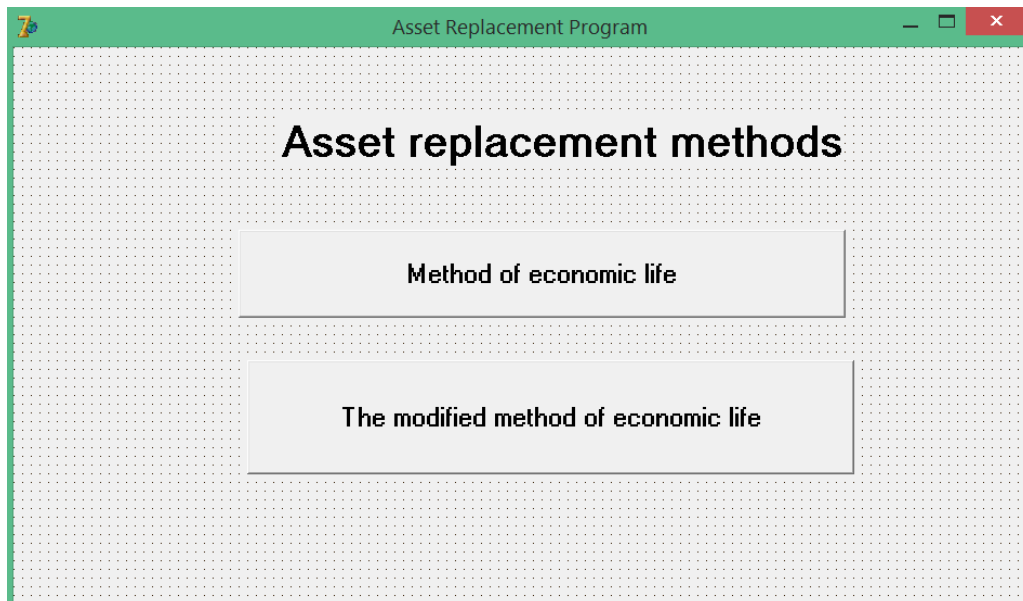 Asset Replacement Program
Asset replacement methods
Method of economic life
The modified method of economic life